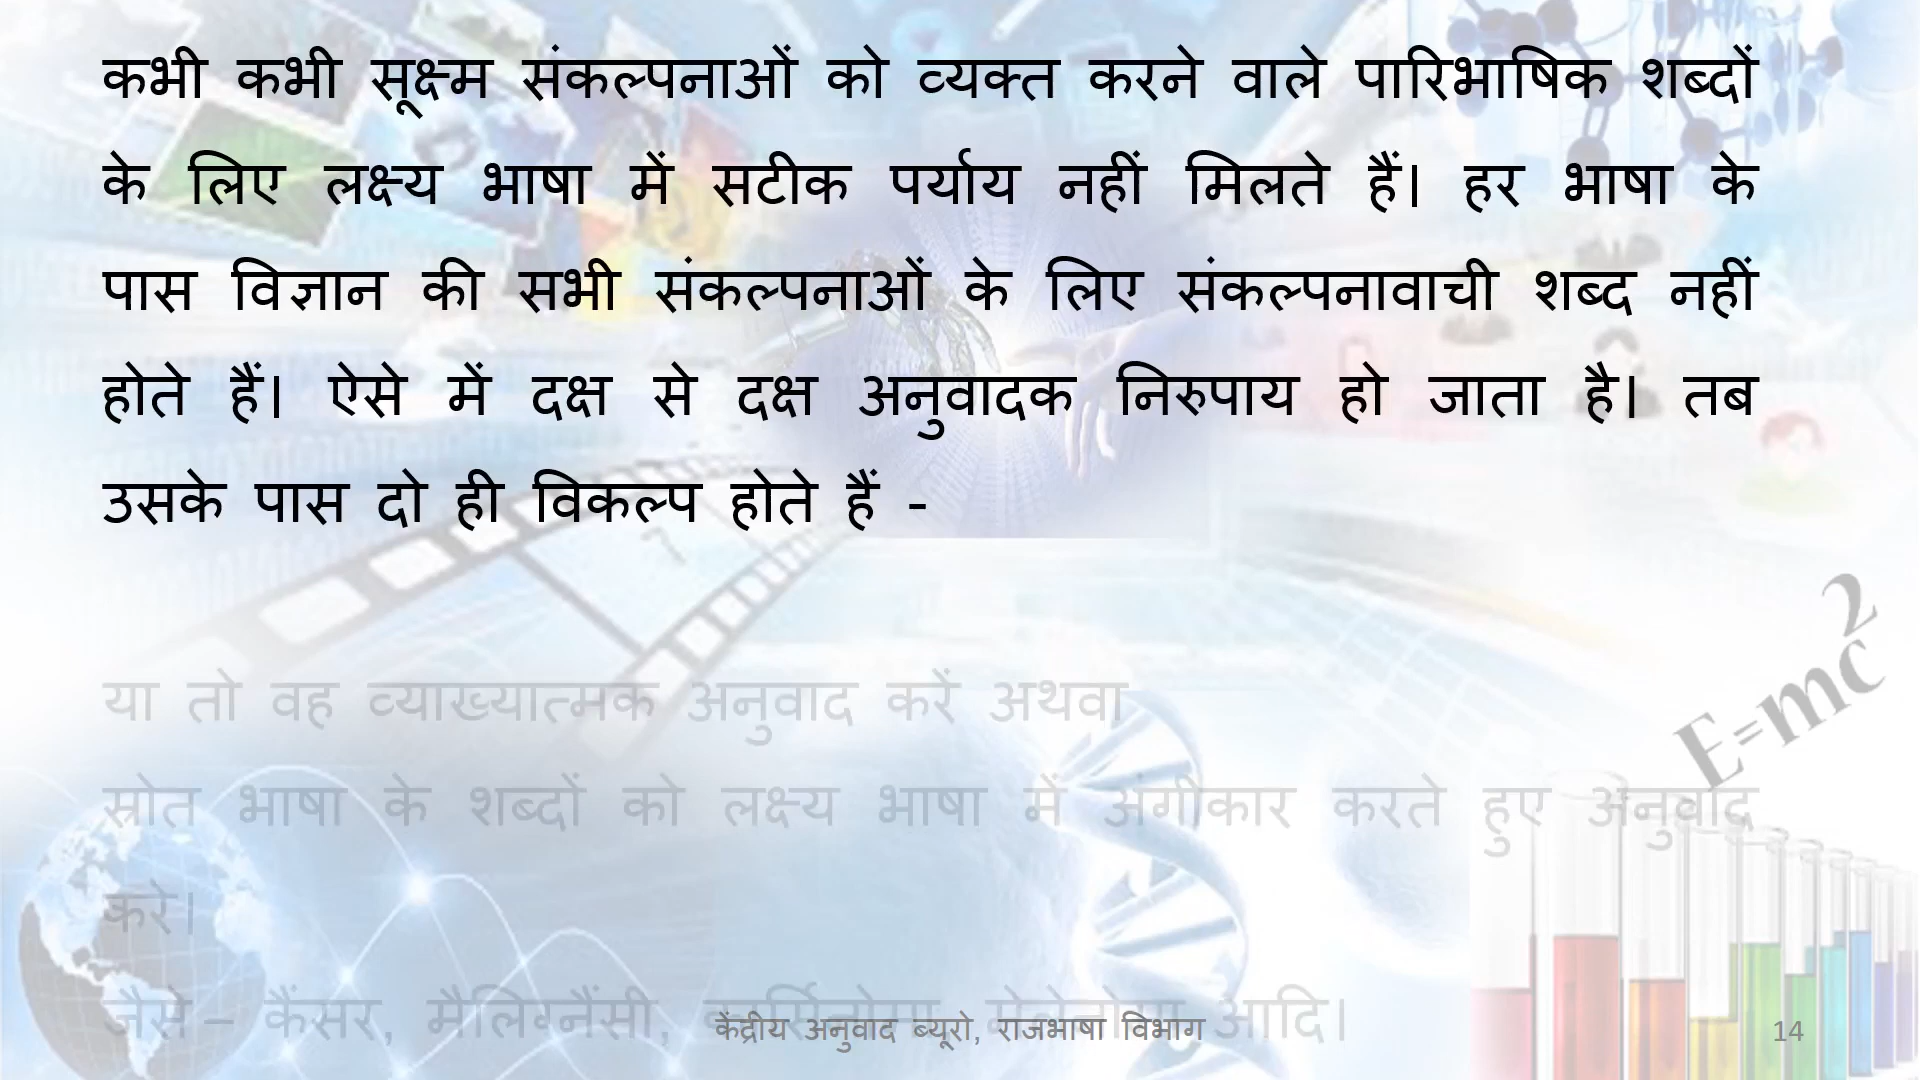 कभी कभी सूक्ष्म संकल्पनाओं को व्यक्त करने वाले पारिभाषिक शब्दों
के लिए लक्ष्य भाषा में सटीक पर्याय नहीं मिलते हैं। हर भाषा के
पास विज्ञान की सभी संकल्पनाओं के लिए संकल्पनावाची शब्द नहीं
होते हैं। ऐसे में दक्ष से दक्ष अनुवादक निरुपाय हो जाता है। तब
उसके पास दो ही विकल्प होते हैं -
E=mc2
या तो वह व्याख्यात्मक अनुवाद करें अथवा
स्रोत भाषा के शब्दों को लक्ष्य भाषा में अंगीकार करते हुए अनुवाद
करे।
जैसे – कैंसर, मैलिग्नैंसी, आदि।
केंद्रीय अनुवाद ब्यूरो, राजभाषा विभाग
14